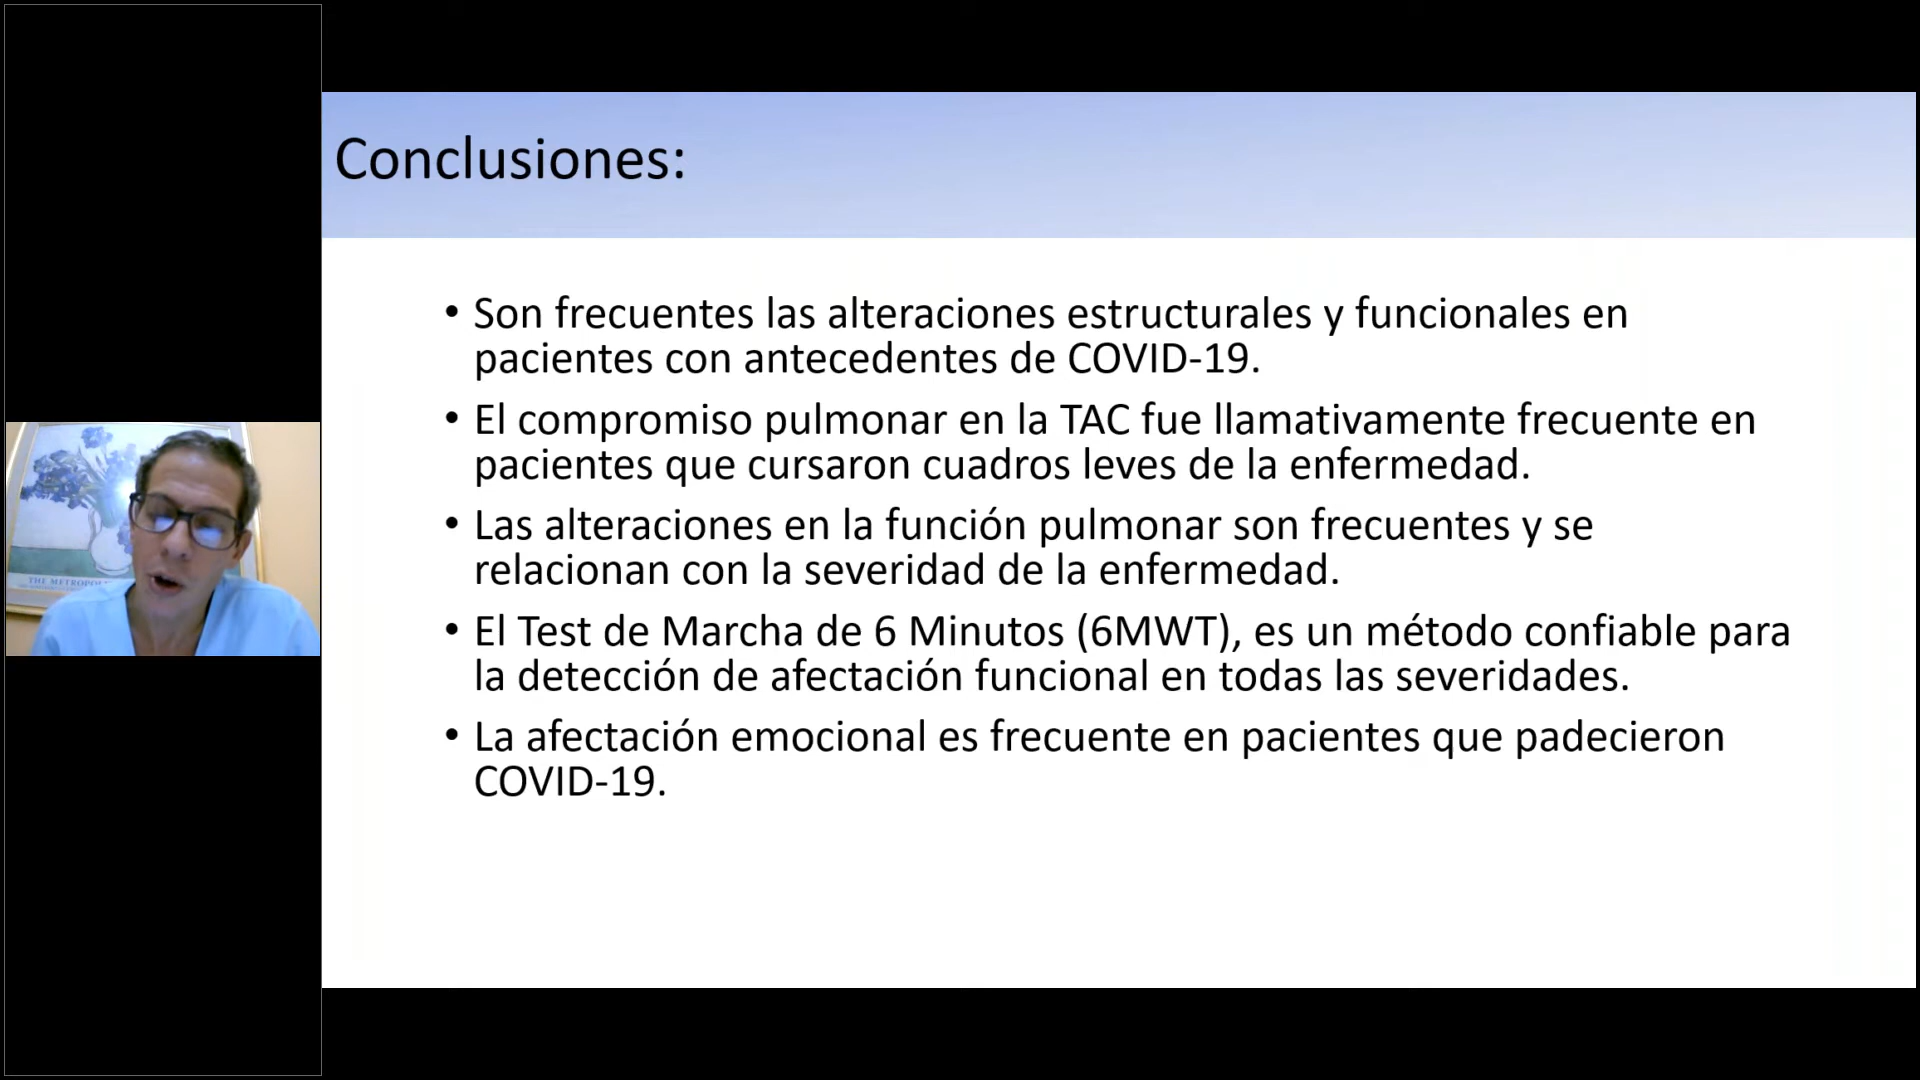 Conclusiones:
• Son frecuentes las alteraciones estructurales y funcionales en
pacientes con antecedentes de COVID-19.
• El compromiso pulmonar en la TAC fue llamativamente frecuente en
pacientes que cursaron cuadros leves de la enfermedad.
• Las alteraciones en la función pulmonar son frecuentes y se
relacionan con la severidad de la enfermedad.
• El Test de Marcha de 6 Minutos (6MWT), es un método confiable para
la detección de afectación funcional en todas las severidades.
• La afectación emocional es frecuente en pacientes que padecieron
COVID-19.
THE